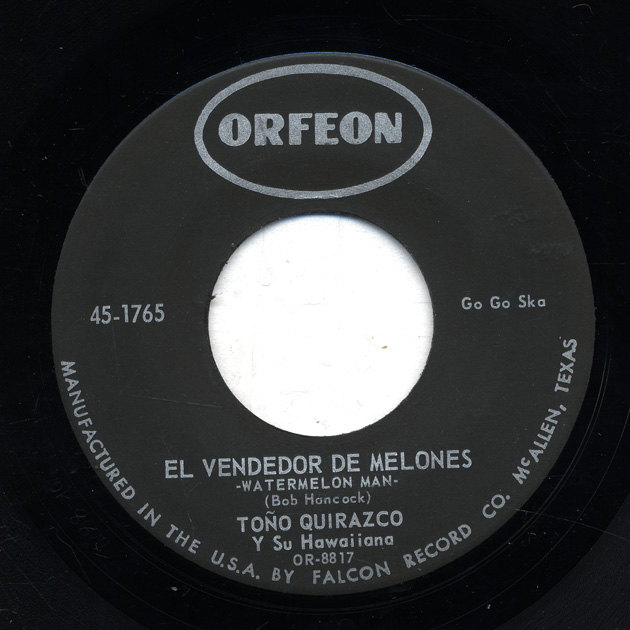 ORFEON
45-1765
Go Go Ska
EL VENDEDOR DE MELONES
-WATERMELON MAN-
(Bob Hancock)
TOÑO QUIRAZCO
Y Su Hawaiiana
OR-8817
MANUFACTURED IN THE U.S.A. BY FALCON RECORD CO. McALLEN, TEXAS